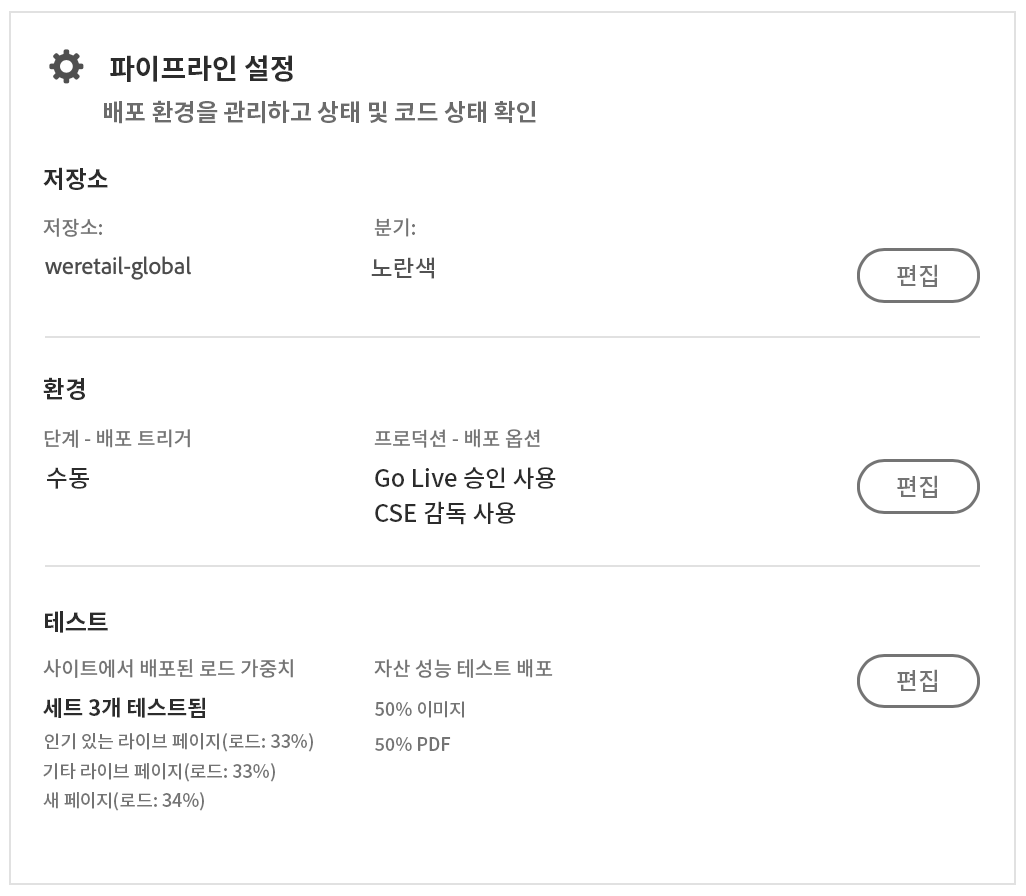 파이프라인 설정
배포 환경을 관리하고 상태 및 코드 상태 확인
저장소
저장소:
분기:
weretail-global
노란색
편집
환경
단계 - 배포 트리거
프로덕션 - 배포 옵션
수동
Go Live 승인 사용
CSE 감독 사용
편집
테스트
사이트에서 배포된 로드 가중치
자산 성능 테스트 배포
편집
세트 3개 테스트됨
50% 이미지
인기 있는 라이브 페이지(로드: 33%)
50% PDF
기타 라이브 페이지(로드: 33%)
새 페이지(로드: 34%)